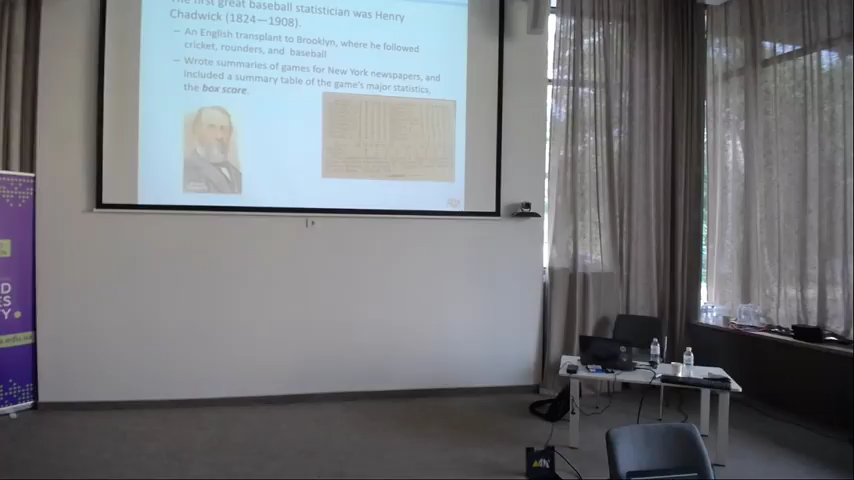 The first great baseball statistician was Henry
Chadwick (1824—1908).
– An English transplant to Brooklyn, where he followed
cricket, rounders, and baseball
– Wrote summaries of games for New York newspapers, and
included a summary table of the game's major statistics,
the box score.